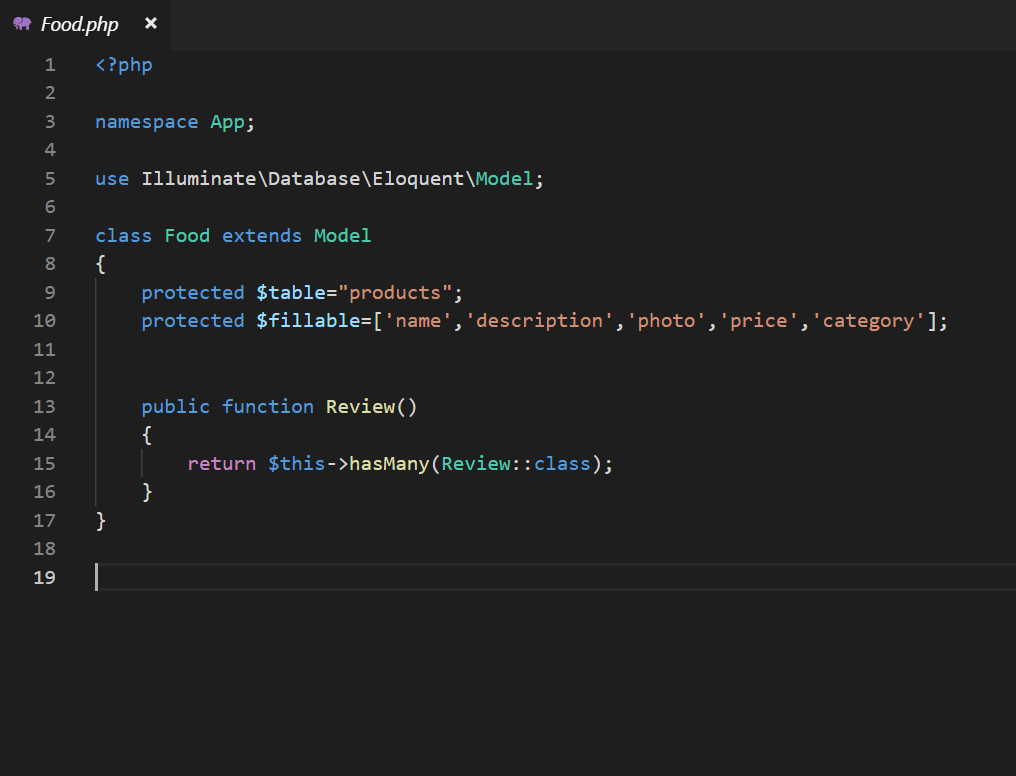 Food.php ×
1 <?php
2
3 namespace App;
4
5 use Illuminate\Database\Eloquent\Model;
6
7 class Food extends Model
8 {
9     protected $table="products";
10     protected $fillable=['name','description','photo','price','category'];
11
12
13     public function Review()
14     {
15         return $this->hasMany(Review::class);
16     }
17 }
18
19